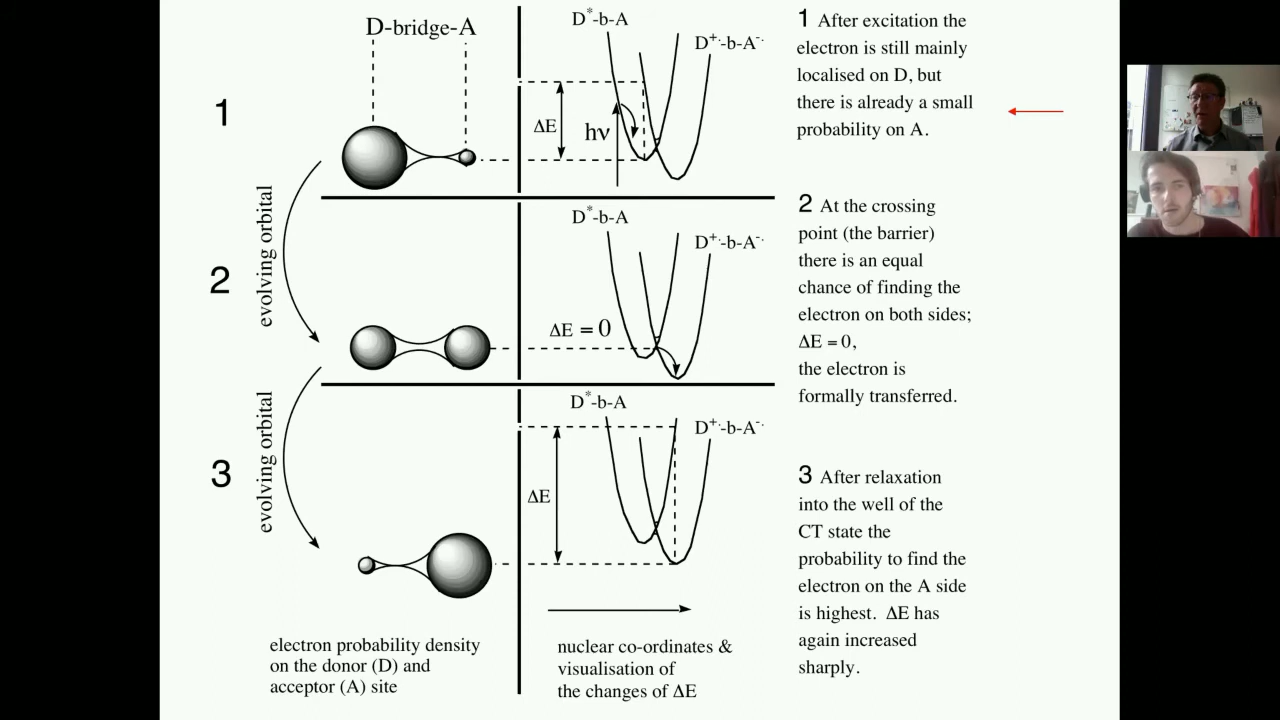 D-bridge-A
1
evolving orbital
2
evolving orbital
3
electron probability density
on the donor (D) and
acceptor (A) site
D*-b-A
D⁺·-b-A⁻·
ΔE
hν
D*-b-A
D⁺·-b-A⁻·
ΔE = 0
D*-b-A
D⁺·-b-A⁻·
ΔE
nuclear co-ordinates &
visualisation of
the changes of ΔE
1 After excitation the
electron is still mainly
localised on D, but
there is already a small
probability on A.
2 At the crossing
point (the barrier)
there is an equal
chance of finding the
electron on both sides;
ΔE = 0,
the electron is
formally transferred.
3 After relaxation
into the well of the
CT state the
probability to find the
electron on the A side
is highest. ΔE has
again increased
sharply.